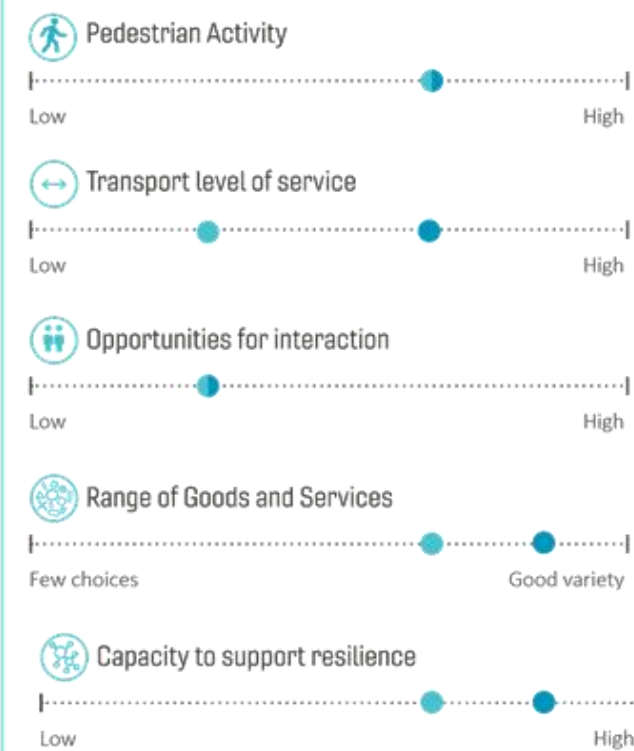 Pedestrian Activity
Low High
Transport level of service
Low High
Opportunities for interaction
Low High
Range of Goods and Services
Few choices Good variety
Capacity to support resilience
Low High